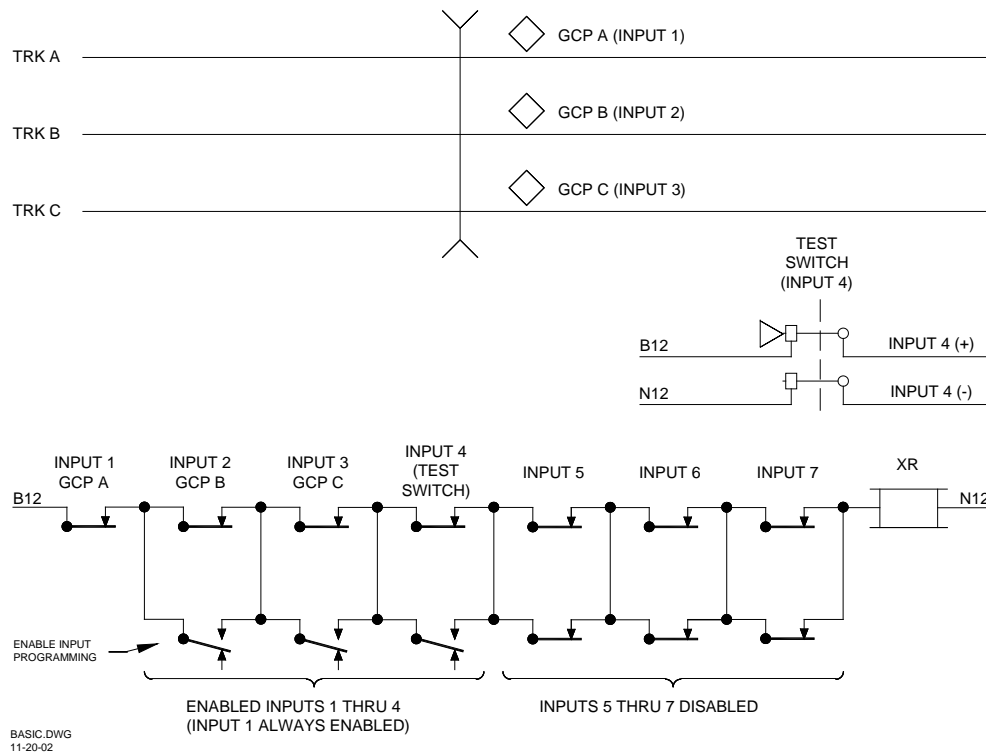 TRK A
GCP A (INPUT 1)
TRK B
GCP B (INPUT 2)
TRK C
GCP C (INPUT 3)
TEST
SWITCH
(INPUT 4)
B12
INPUT 4 (+)
N12
INPUT 4 (-)
INPUT 1
GCP A
INPUT 2
GCP B
INPUT 3
GCP C
INPUT 4
(TEST
SWITCH)
INPUT 5
INPUT 6
INPUT 7
XR
B12
N12
ENABLE INPUT
PROGRAMMING
ENABLED INPUTS 1 THRU 4
(INPUT 1 ALWAYS ENABLED)
INPUTS 5 THRU 7 DISABLED
BASIC.DWG
11-20-02